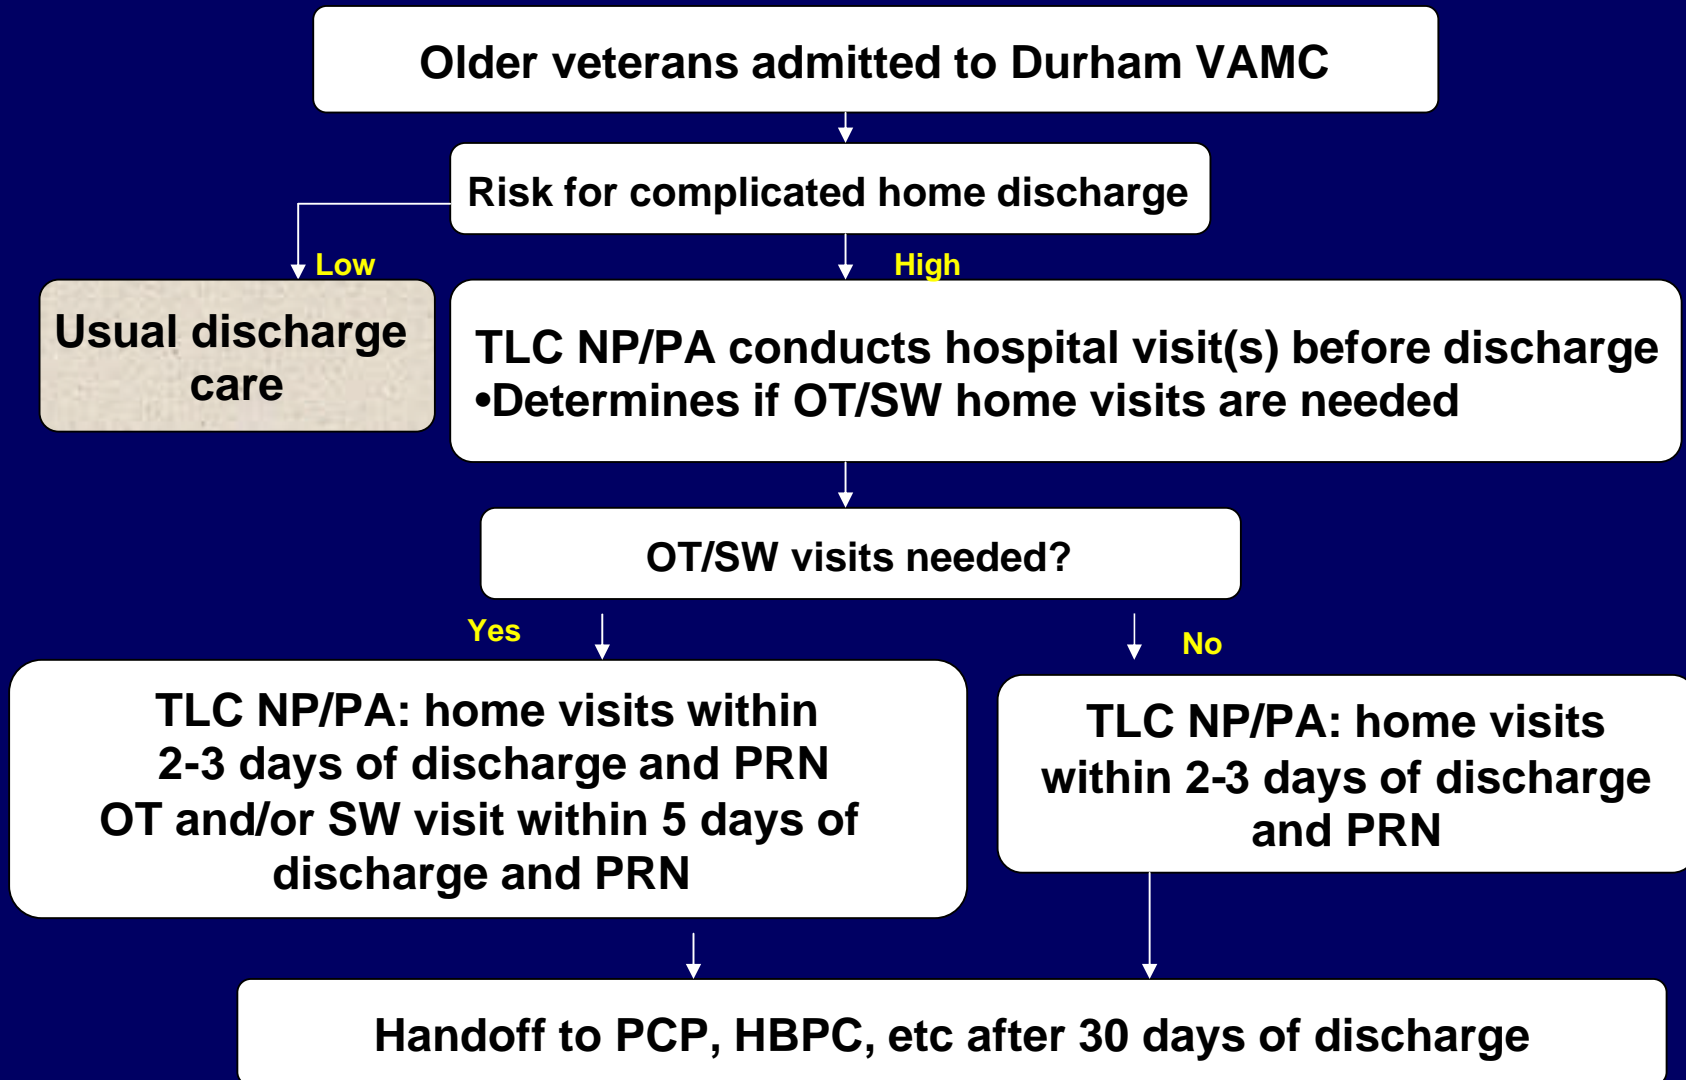 Older veterans admitted to Durham VAMC
Risk for complicated home discharge
Low
High
Usual discharge
care
TLC NP/PA conducts hospital visit(s) before discharge
•Determines if OT/SW home visits are needed
OT/SW visits needed?
Yes
No
TLC NP/PA: home visits within
2-3 days of discharge and PRN
OT and/or SW visit within 5 days of
discharge and PRN
TLC NP/PA: home visits
within 2-3 days of discharge
and PRN
Handoff to PCP, HBPC, etc after 30 days of discharge